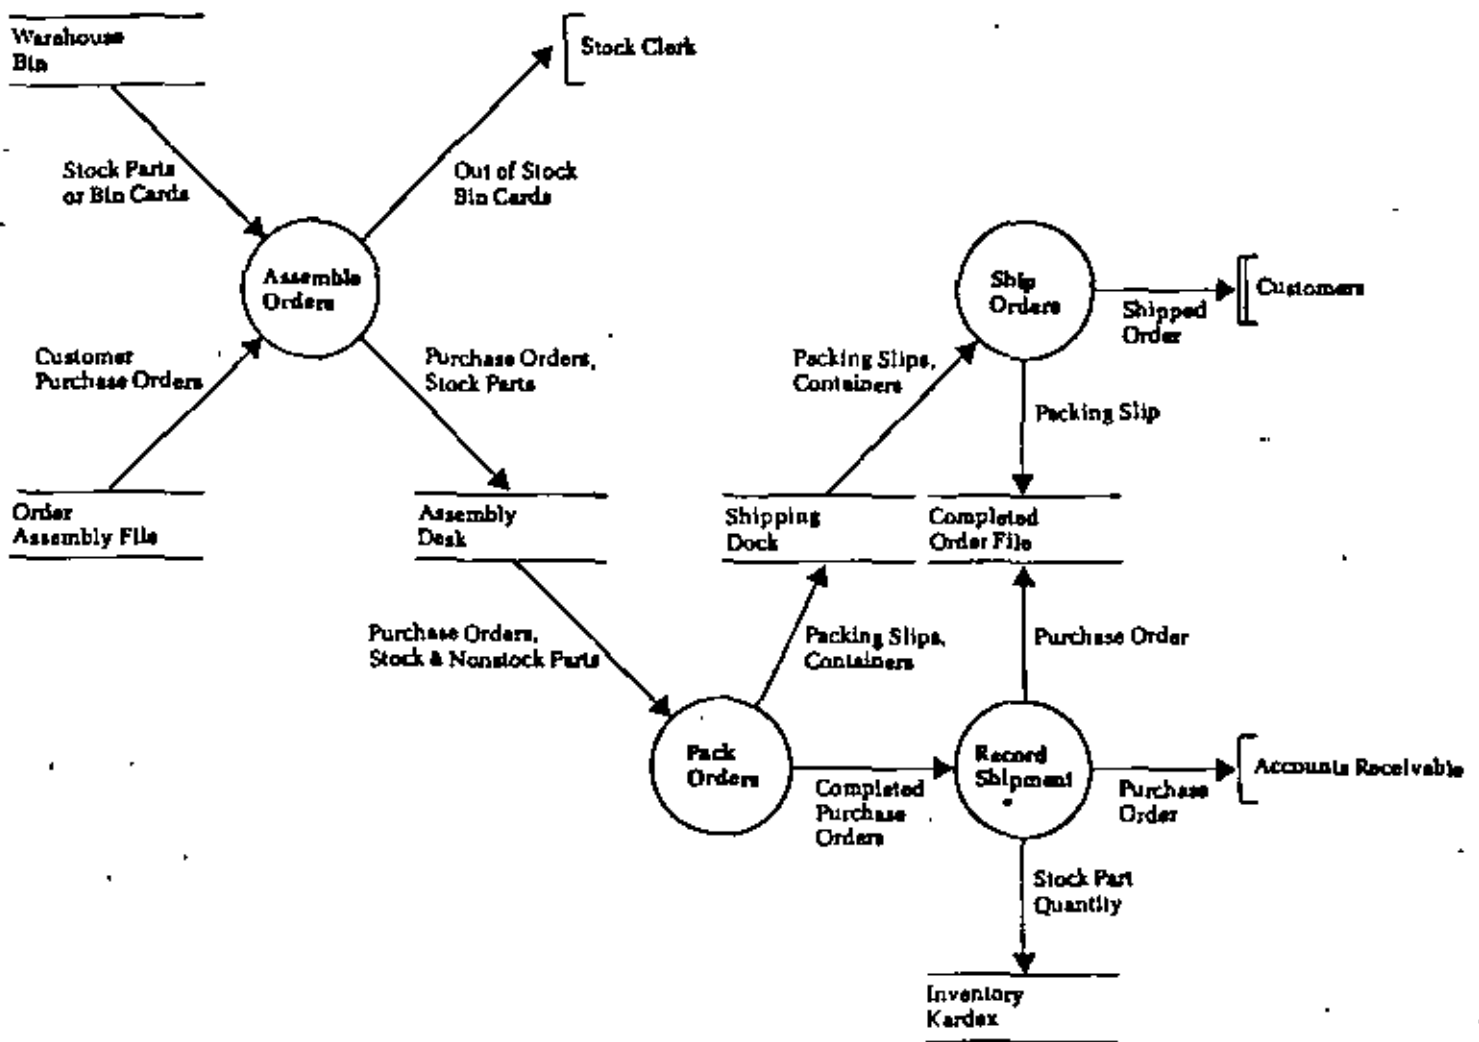 Warehouse
Bin
Stock Clerk
Stock Parts
or Bin Cards
Out of Stock
Bin Cards
Assemble
Orders
Ship
Orders
Customers
Shipped
Order
Customer
Purchase Orders
Purchase Orders,
Stock Parts
Packing Slips,
Containers
Packing Slip
Order
Assembly File
Assembly
Desk
Shipping
Dock
Completed
Order File
Purchase Orders,
Stock & Nonstock Parts
Packing Slips,
Containers
Purchase Order
Pack
Orders
Record
Shipment
Accounts Receivable
Completed
Purchase
Orders
Purchase
Order
Stock Part
Quantity
Inventory
Kardex